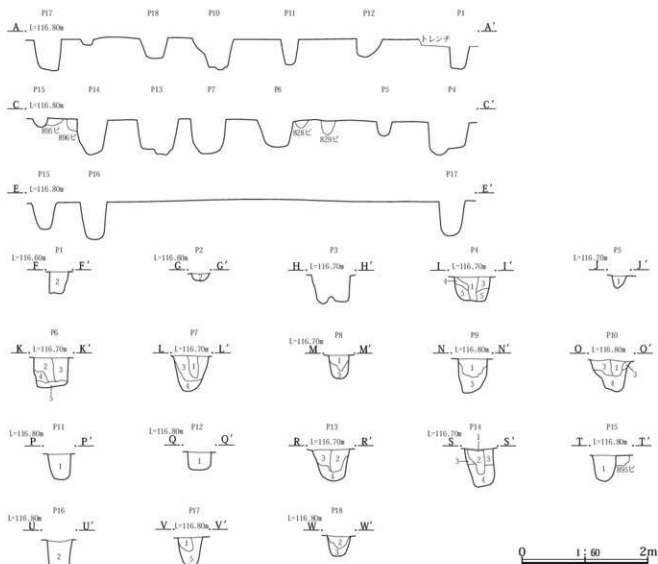 P17 P18 P10 P11 P12 P1
A L=116.80m トレンチ A′
P15 P14 P13 P7 P6 P5 P4
C L=116.80m C′
895ピ 896ピ 828ピ 829ピ
P15 P16 P17
E L=116.80m E′
P1 P2 P3 P4 P5
L=116.60m L=116.60m L=116.70m L=116.70m L=116.70m
F F′ G G′ H H′ I I′ J J′
2 2 4 1 3 5 5 1
P6 P7 P8 P9 P10
L=116.70m L=116.70m L=116.70m L=116.80m L=116.80m
K K′ L L′ M M′ N N′ O O′
2 3 4 5 3 1 4 1 3 1 3 3 1 4 3
P11 P12 P13 P14 P15
L=116.80m L=116.80m L=116.80m L=116.70m L=116.80m
P P′ Q Q′ R R′ S S′ T T′
1 1 3 2 4 1 2 3 3 4 1 895ピ
P16 P17 P18
L=116.80m L=116.80m L=116.80m
U U′ V V′ W W′
2 1 5 2 3
0 1:60 2m